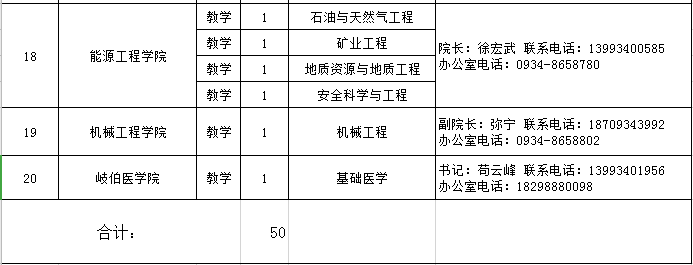 教学 1 石油与天然气工程
18 能源工程学院 教学 1 矿业工程 院长：徐宏武 联系电话：13993400585
办公室电话：0934-8658780
教学 1 地质资源与地质工程
教学 1 安全科学与工程
19 机械工程学院 教学 1 机械工程 副院长：弥宁 联系电话：18709343992
办公室电话：0934-8658802
20 岐伯医学院 教学 1 基础医学 书记：苟云峰 联系电话：13993401956
办公室电话：18298880098
合计： 50